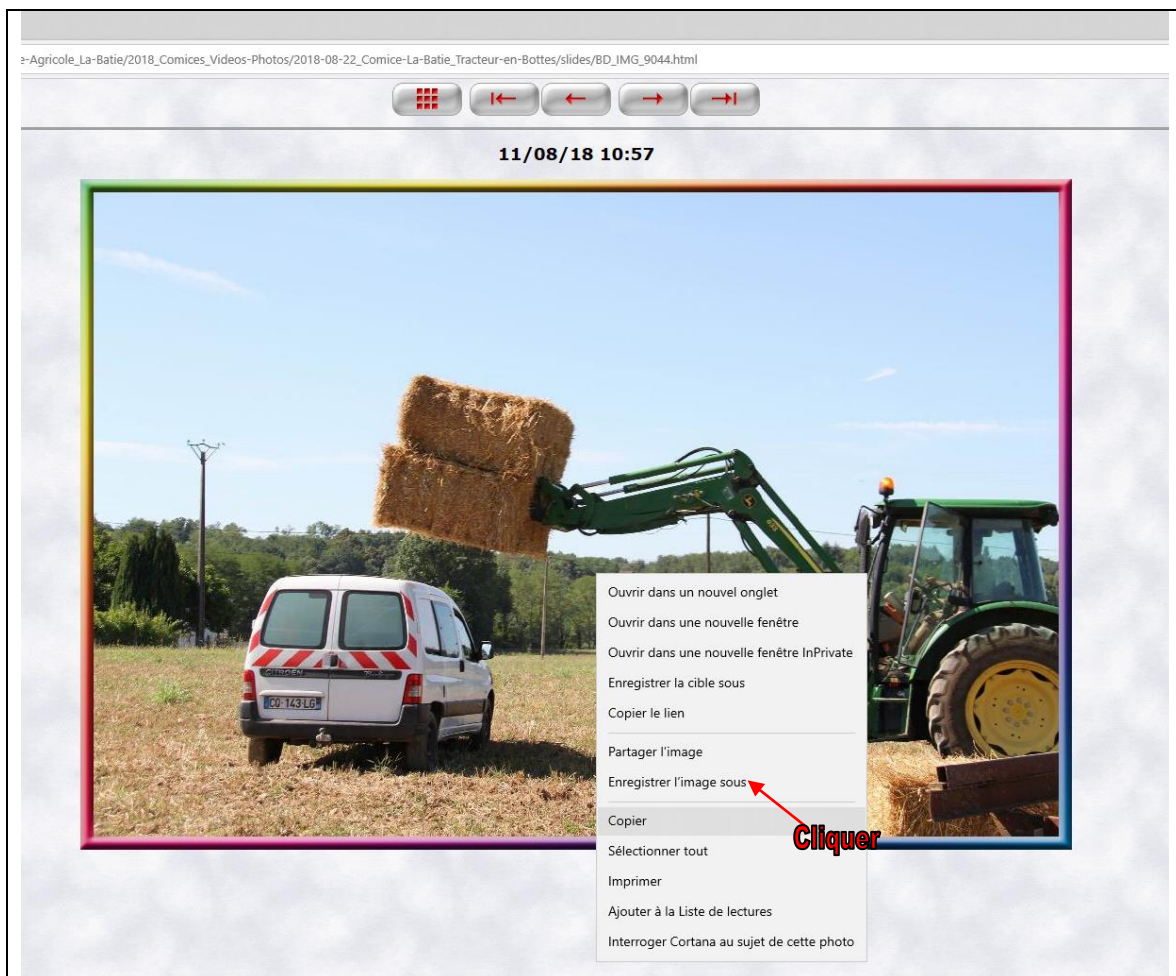 e-Agricole_La-Batie/2018_Comices_Videos-Photos/2018-08-22_Comice-La-Batie_Tracteur-en-Bottes/slides/BD_IMG_9044.html
11/08/18 10:57
Ouvrir dans un nouvel onglet
Ouvrir dans une nouvelle fenêtre
Ouvrir dans une nouvelle fenêtre InPrivate
Enregistrer la cible sous
Copier le lien
Partager l'image
Enregistrer l'image sous
Copier
Cliquer
Sélectionner tout
Imprimer
Ajouter à la Liste de lectures
Interroger Cortana au sujet de cette photo
CITROËN
CQ-143-LG